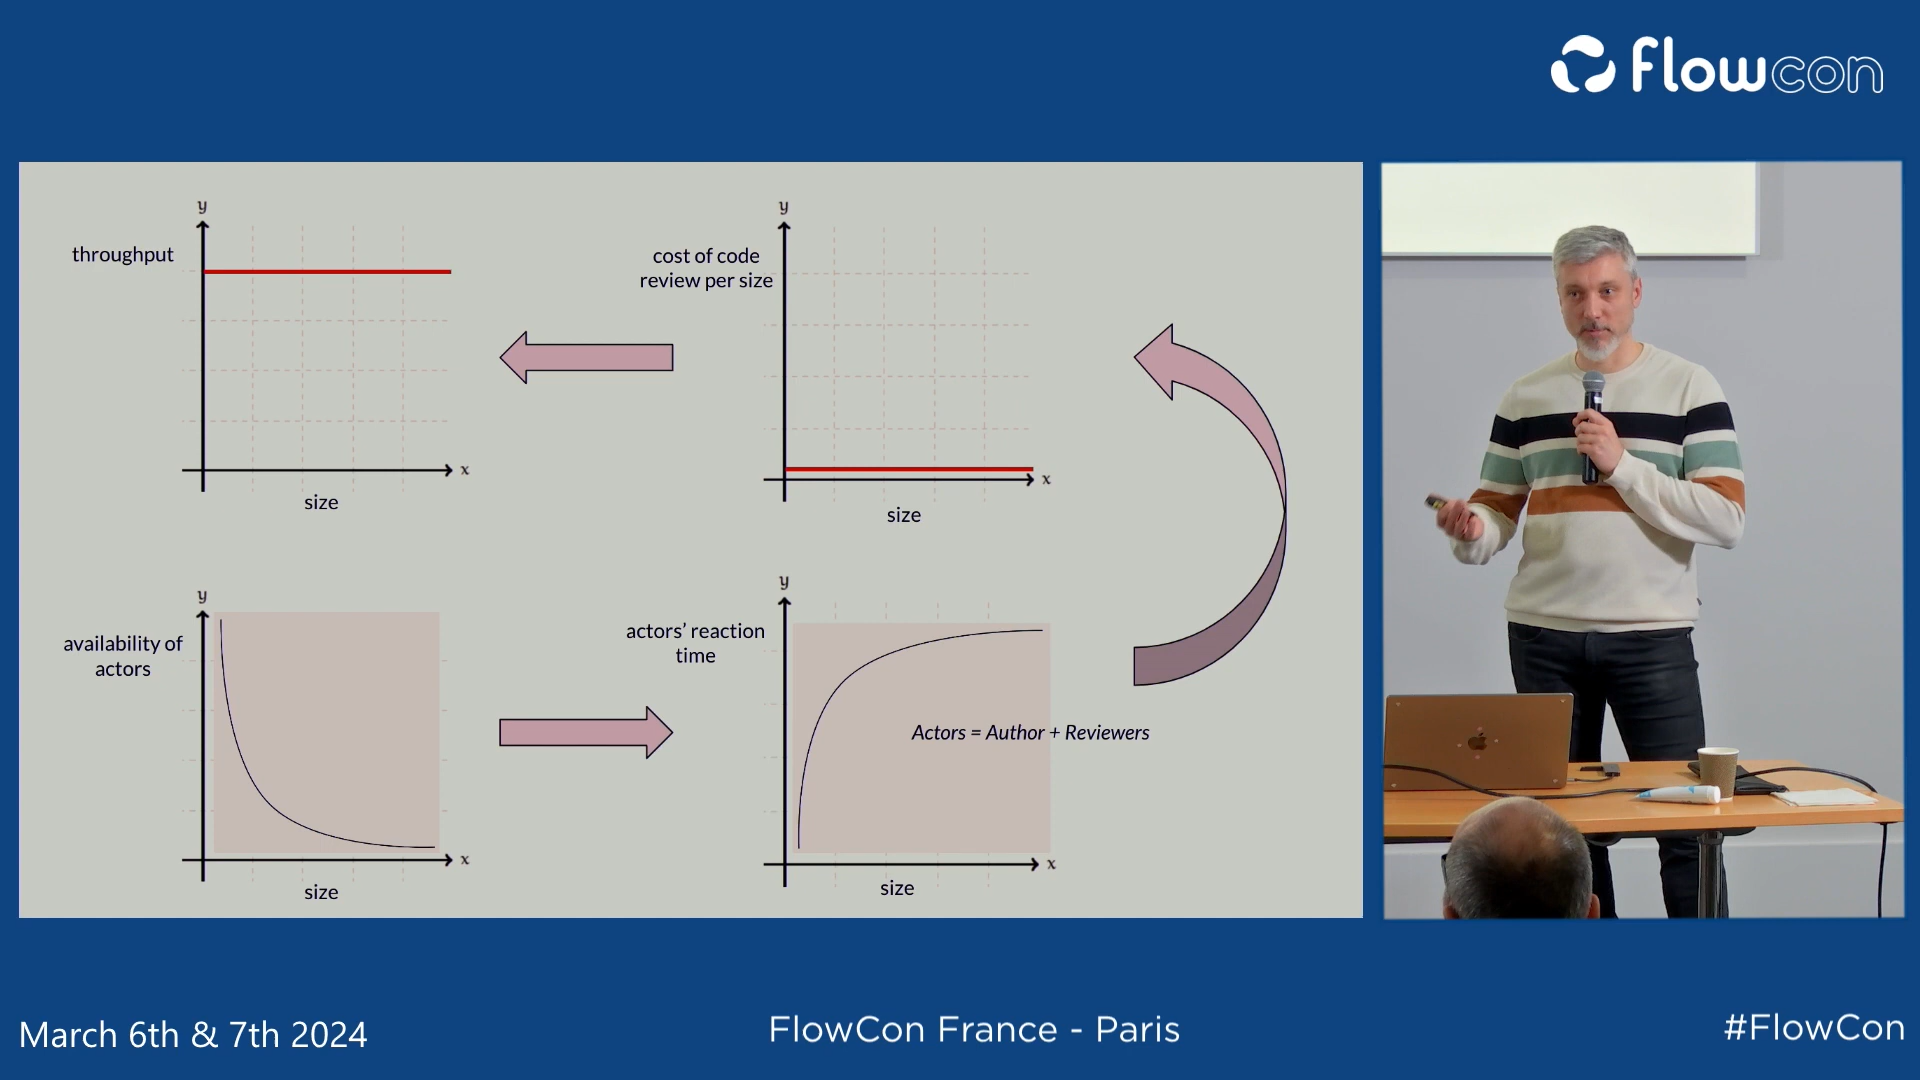 flowcon
y
throughput
x
size
y
cost of code
review per size
x
size
y
availability of
actors
x
size
y
actors' reaction
time
Actors = Author + Reviewers
x
size
March 6th & 7th 2024
FlowCon France - Paris
#FlowCon